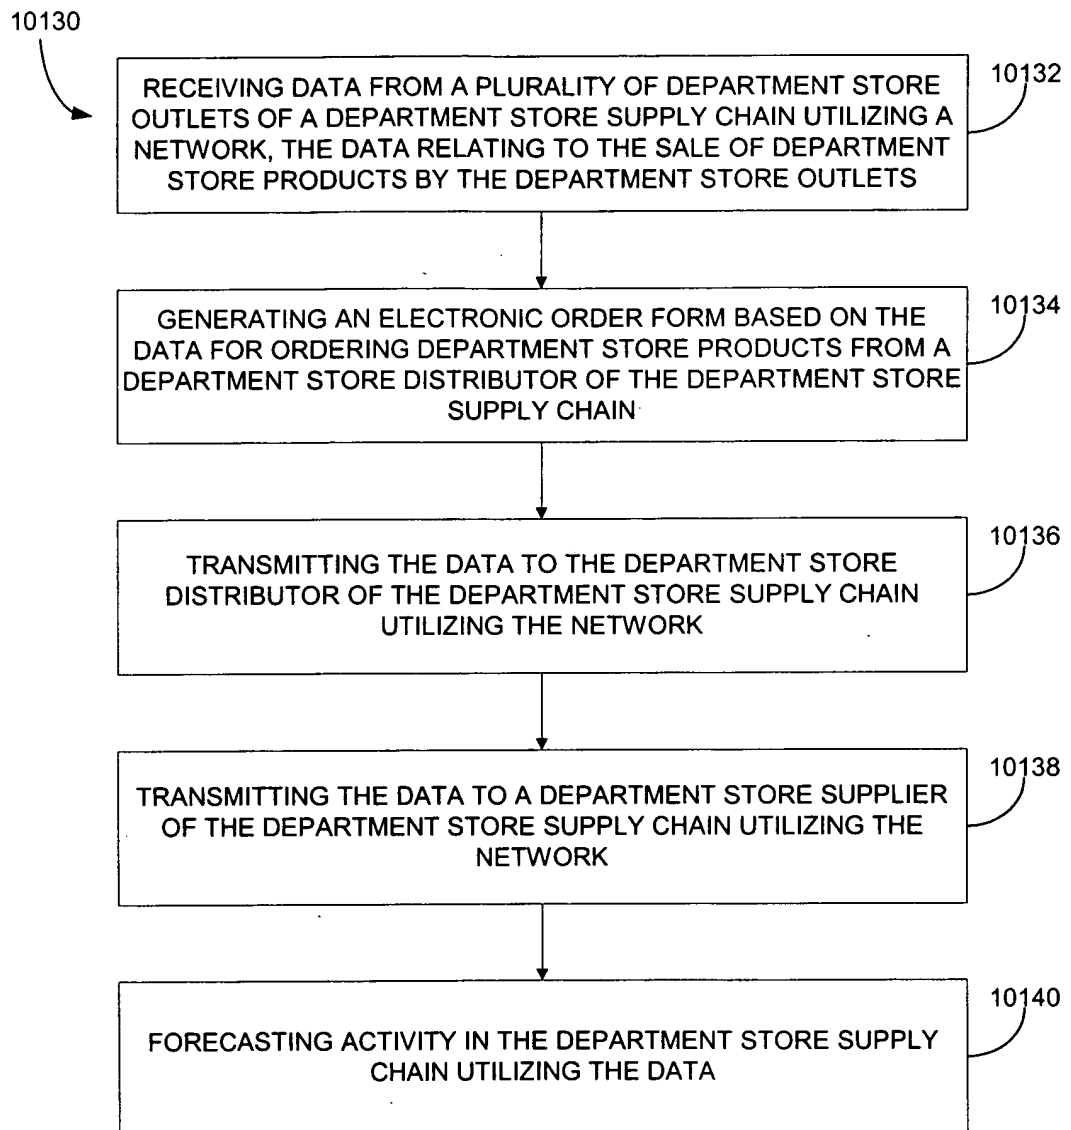 10130
RECEIVING DATA FROM A PLURALITY OF DEPARTMENT STORE
OUTLETS OF A DEPARTMENT STORE SUPPLY CHAIN UTILIZING A
NETWORK, THE DATA RELATING TO THE SALE OF DEPARTMENT
STORE PRODUCTS BY THE DEPARTMENT STORE OUTLETS
10132
GENERATING AN ELECTRONIC ORDER FORM BASED ON THE
DATA FOR ORDERING DEPARTMENT STORE PRODUCTS FROM A
DEPARTMENT STORE DISTRIBUTOR OF THE DEPARTMENT STORE
SUPPLY CHAIN
10134
TRANSMITTING THE DATA TO THE DEPARTMENT STORE
DISTRIBUTOR OF THE DEPARTMENT STORE SUPPLY CHAIN
UTILIZING THE NETWORK
10136
TRANSMITTING THE DATA TO A DEPARTMENT STORE SUPPLIER
OF THE DEPARTMENT STORE SUPPLY CHAIN UTILIZING THE
NETWORK
10138
FORECASTING ACTIVITY IN THE DEPARTMENT STORE SUPPLY
CHAIN UTILIZING THE DATA
10140